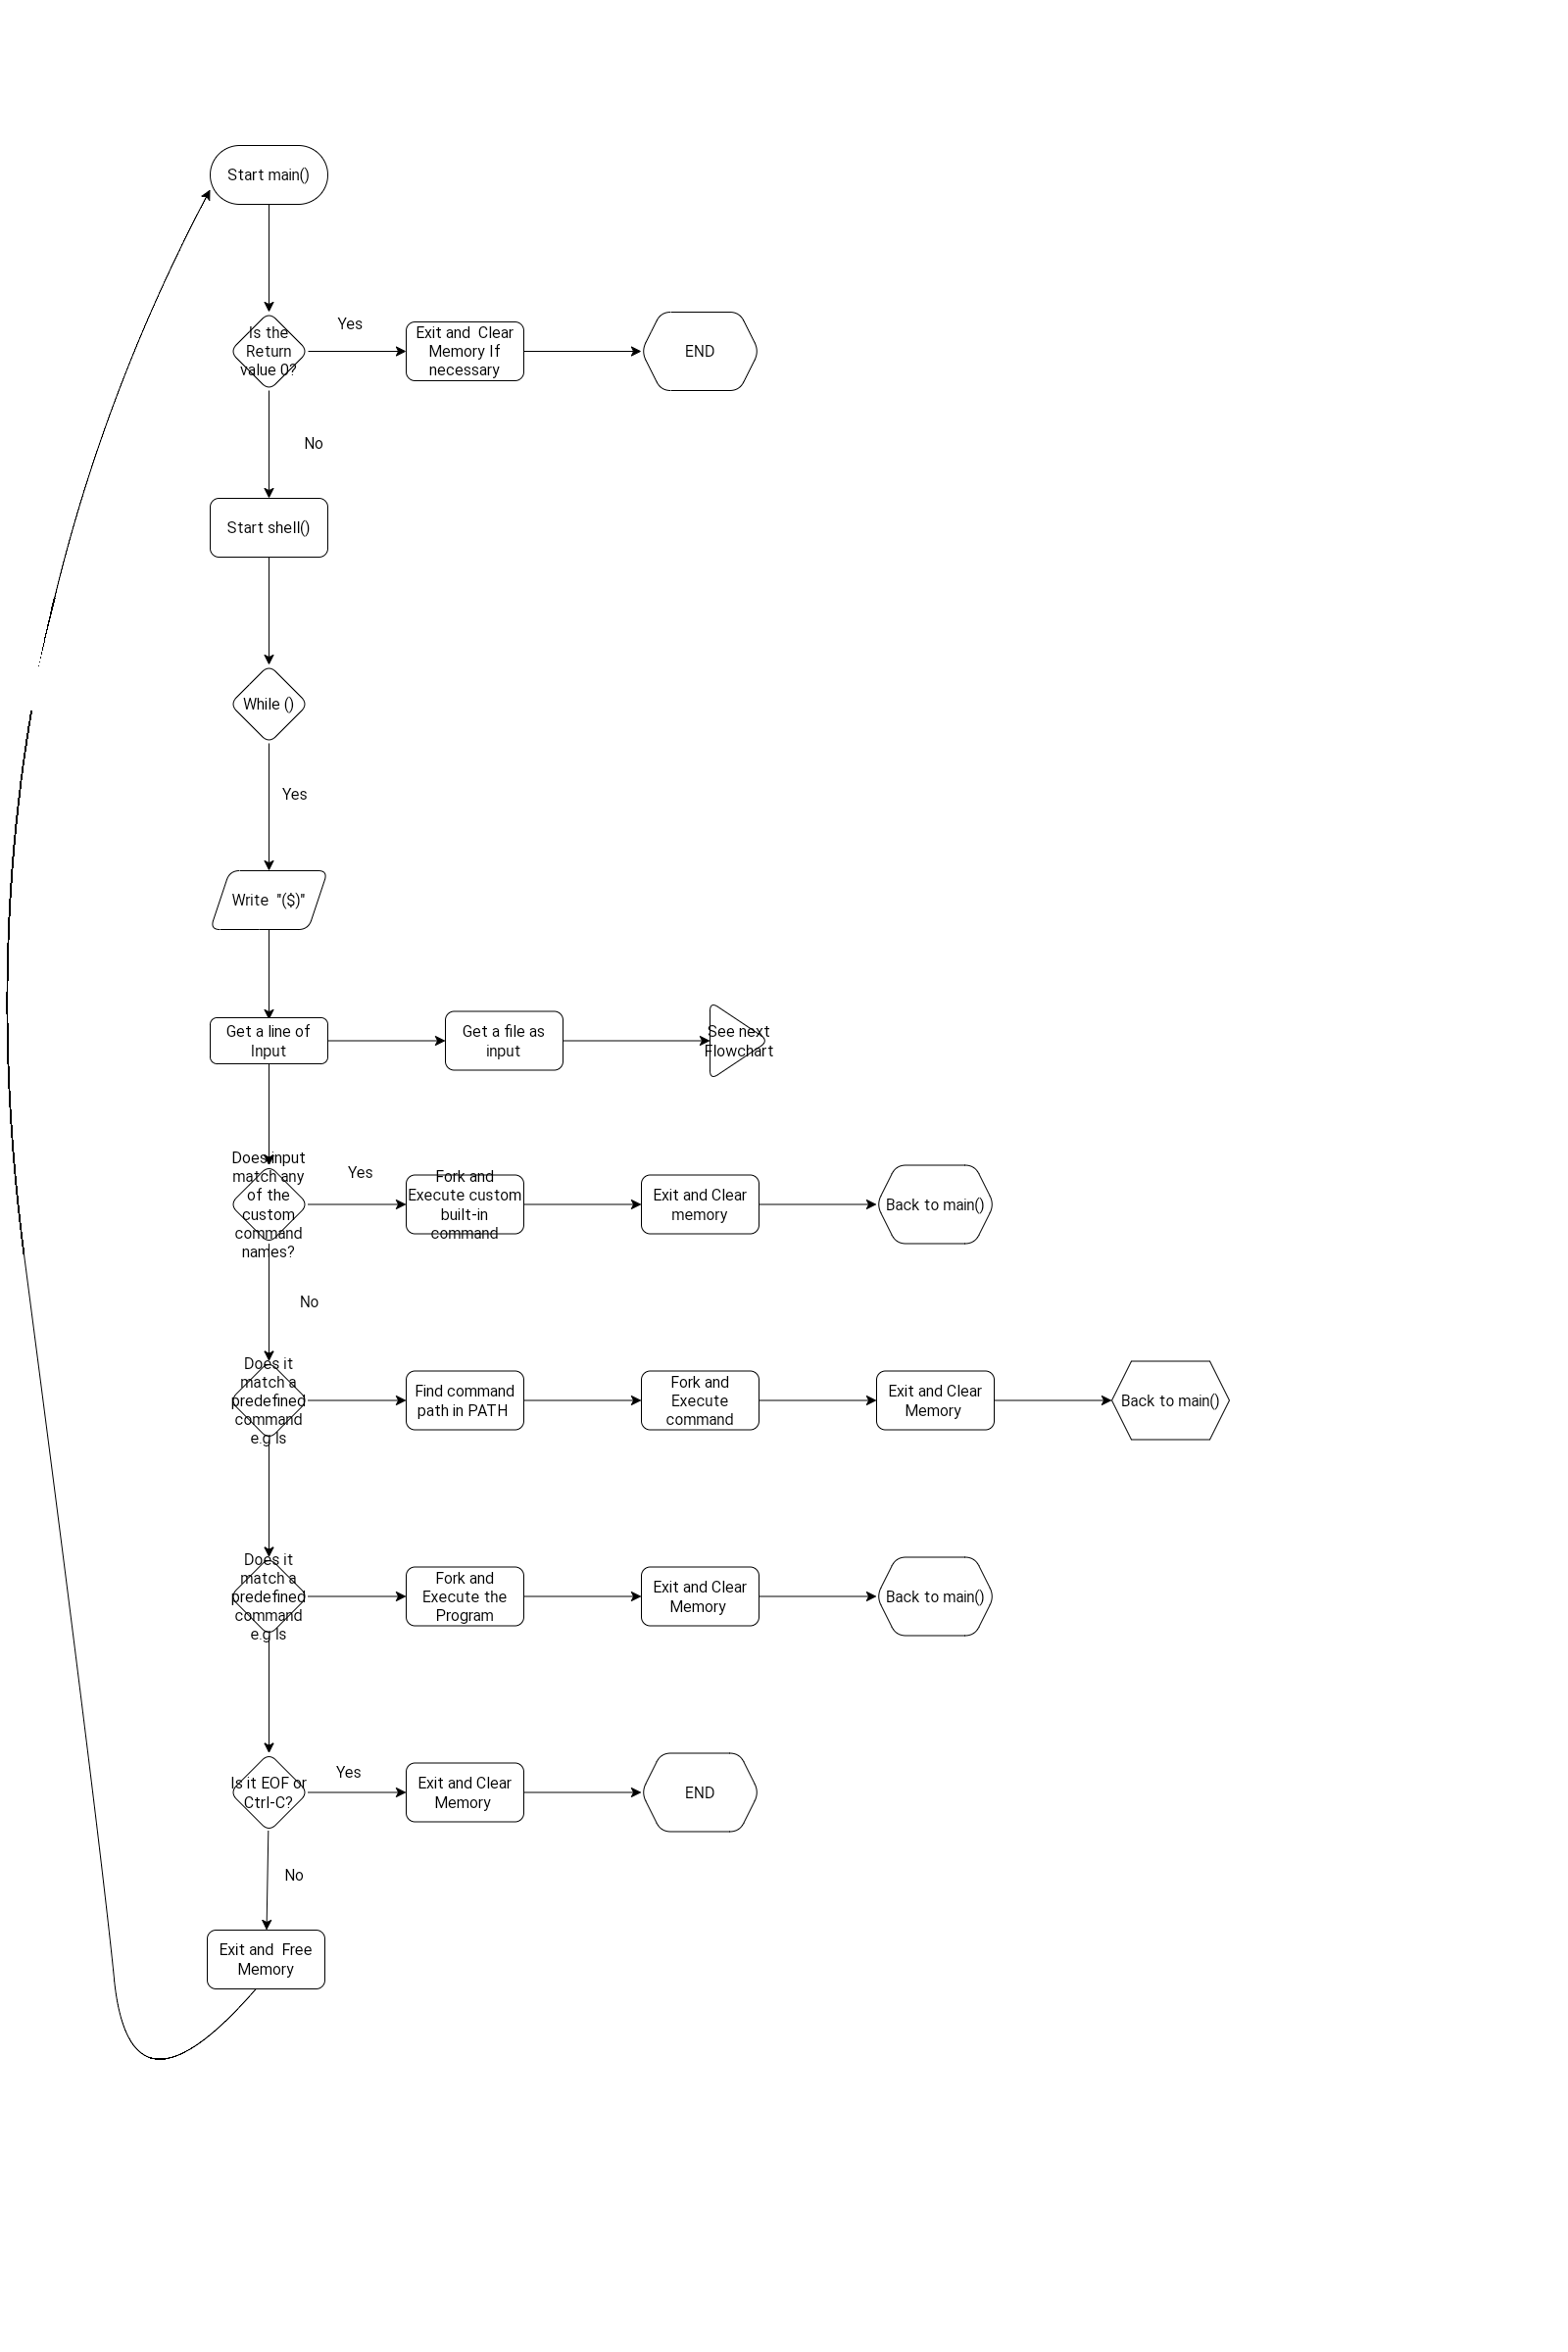 Start main()
Is the
Return
value 0?
Yes
Exit and  Clear
Memory If
necessary
END
No
Start shell()
While ()
Yes
Write  "($)"
Get a line of
Input
Get a file as
input
See next
Flowchart
Does input
match any
of the
custom
command
names?
Yes
Fork and
Execute custom
built-in
command
Exit and Clear
memory
Back to main()
No
Does it
match a
predefined
command
e.g ls
Find command
path in PATH
Fork and
Execute
command
Exit and Clear
Memory
Back to main()
Does it
match a
predefined
command
e.g ls
Fork and
Execute the
Program
Exit and Clear
Memory
Back to main()
Is it EOF or
Ctrl-C?
Yes
Exit and Clear
Memory
END
No
Exit and  Free
Memory